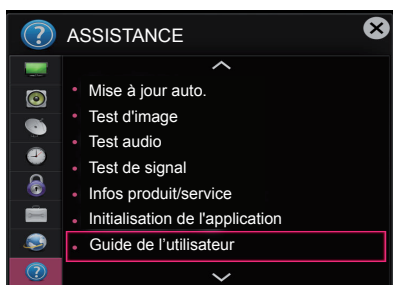 ASSISTANCE
Mise à jour auto.
Test d'image
Test audio
Test de signal
Infos produit/service
Initialisation de l'application
Guide de l’utilisateur